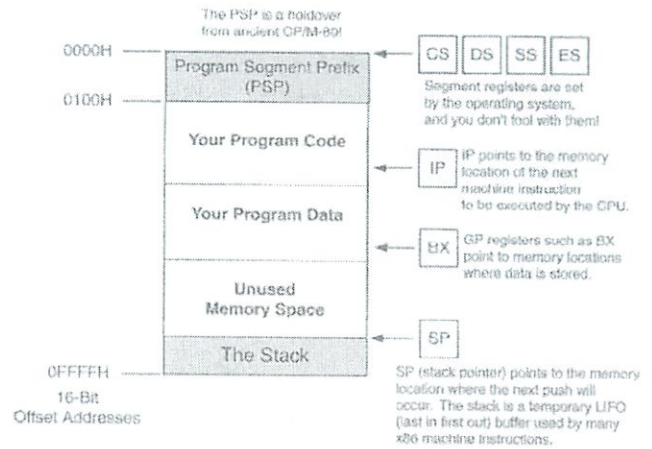 The PSP is a holdover
from ancient CP/M-80!
0000H
Program Segment Prefix
(PSP)
0100H
CS DS SS ES
Segment registers are set
by the operating system,
and you don't fool with them!
Your Program Code
IP
IP points to the memory
location of the next
machine instruction
to be executed by the CPU.
Your Program Data
BX
GP registers such as BX
point to memory locations
where data is stored.
Unused
Memory Space
SP
The Stack
0FFFFH
16-Bit
Offset Addresses
SP (stack pointer) points to the memory
location where the next push will
occur. The stack is a temporary LIFO
(last in first out) buffer used by many
x86 machine instructions.